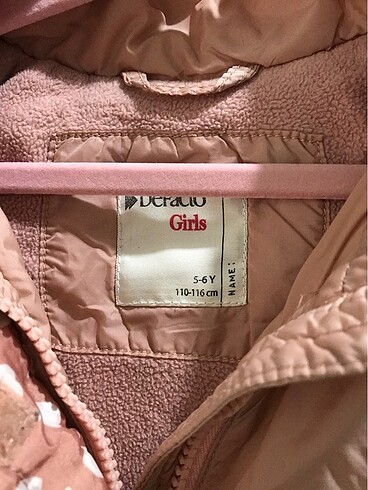 DeFacto
Girls
5-6 Y
110-116 cm
NAME: